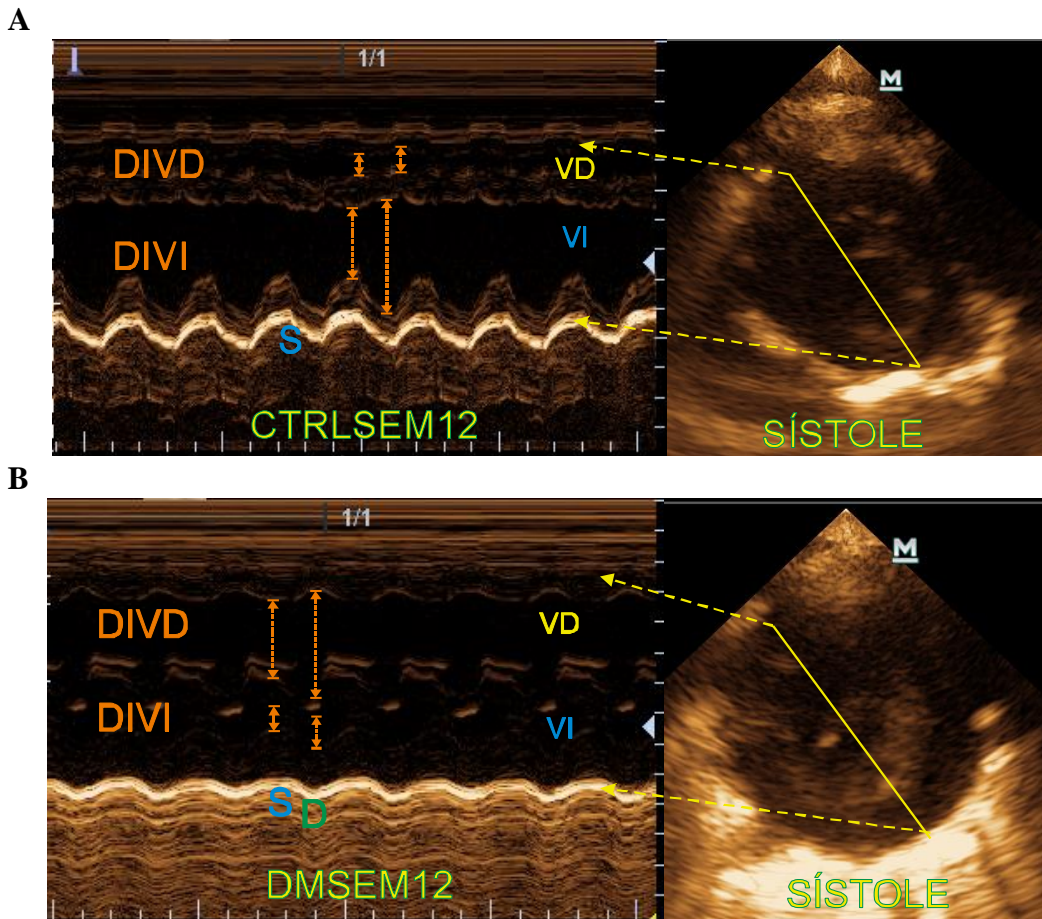 A
1/1
M
DIVD
VD
VI
DIVI
S
CTRLSEM12
SÍSTOLE
B
1/1
M
DIVD
VD
DIVI
VI
S
D
DMSEM12
SÍSTOLE